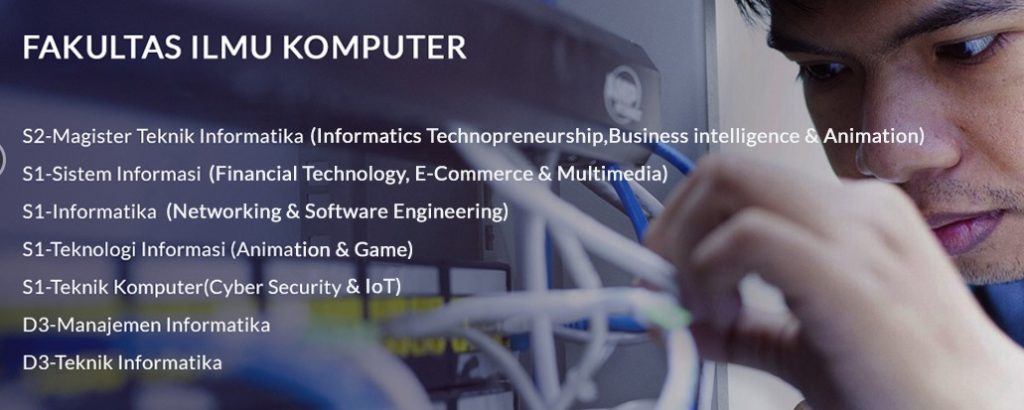 FAKULTAS ILMU KOMPUTER
S2-Magister Teknik Informatika (Informatics Technopreneurship,Business intelligence & Animation)
S1-Sistem Informasi (Financial Technology, E-Commerce & Multimedia)
S1-Informatika (Networking & Software Engineering)
S1-Teknologi Informasi (Animation & Game)
S1-Teknik Komputer(Cyber Security & IoT)
D3-Manajemen Informatika
D3-Teknik Informatika